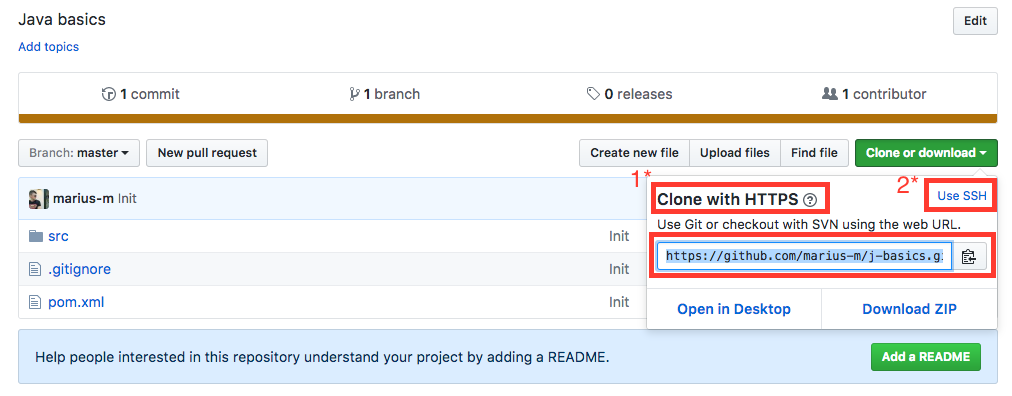 Java basics
Edit
Add topics
1 commit
1 branch
0 releases
1 contributor
Branch: master
New pull request
Create new file
Upload files
Find file
Clone or download
1*
2*
marius-m Init
Clone with HTTPS
Use SSH
Use Git or checkout with SVN using the web URL.
src
Init
https://github.com/marius-m/j-basics.gi
.gitignore
Init
pom.xml
Init
Open in Desktop
Download ZIP
Help people interested in this repository understand your project by adding a README.
Add a README